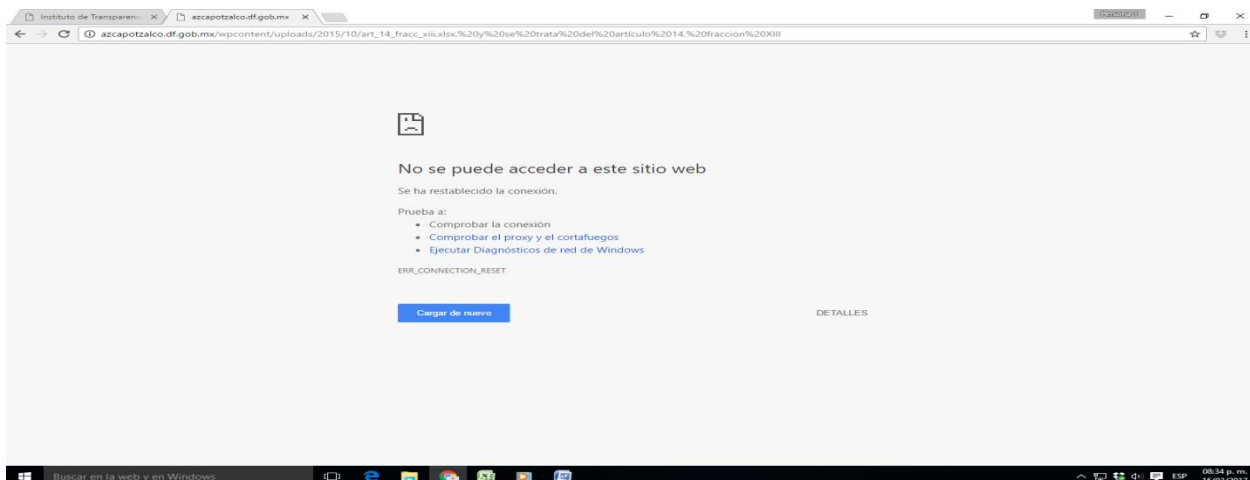 Instituto de Transparenc
azcapotzalco.df.gob.mx
azcapotzalco.df.gob.mx/wpcontent/uploads/2015/10/art_14_fracc_xiii.xlsx.%20y%20se%20trata%20del%20artículo%2014.%20fracción%20XIII
No se puede acceder a este sitio web
Se ha restablecido la conexión.
Prueba a:
Comprobar la conexión
Comprobar el proxy y el cortafuegos
Ejecutar Diagnósticos de red de Windows
ERR_CONNECTION_RESET
Cargar de nuevo
DETALLES
Buscar en la web y en Windows
ESP
08:34 p. m.